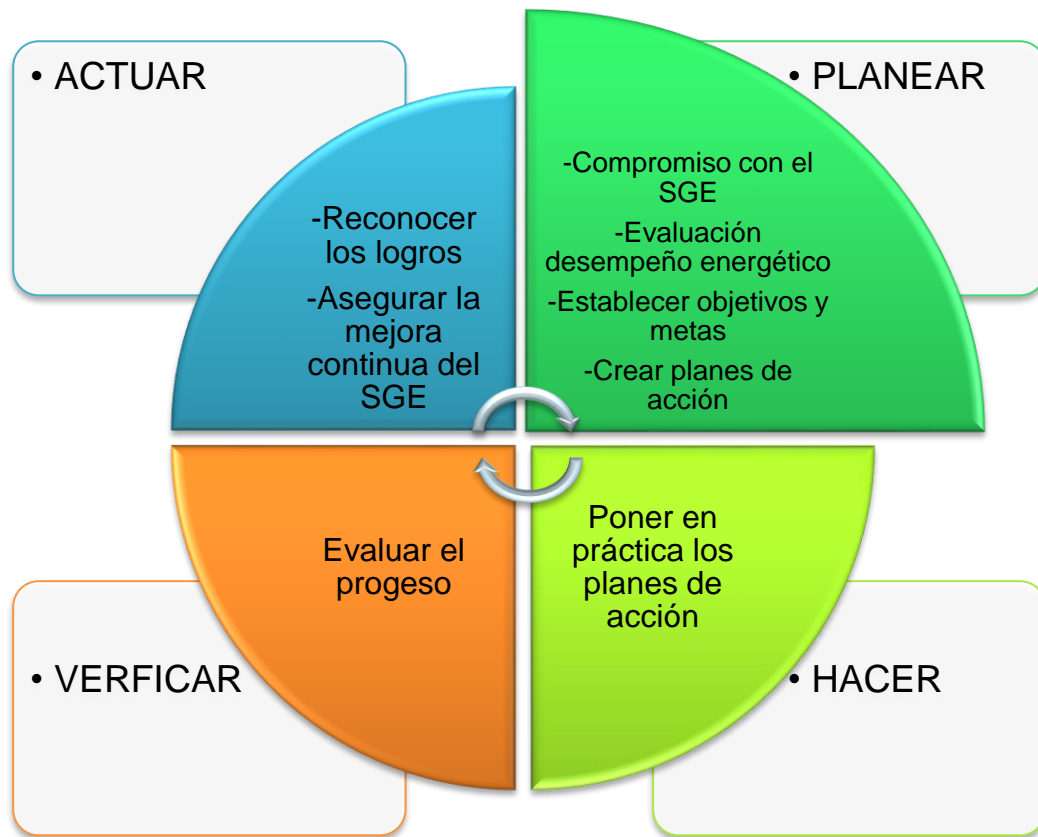 • ACTUAR
-Reconocer
los logros
-Asegurar la
mejora
continua del
SGE
• PLANEAR
-Compromiso con el
SGE
-Evaluación
desempeño energético
-Establecer objetivos y
metas
-Crear planes de
acción
Evaluar el
progeso
• VERFICAR
Poner en
práctica los
planes de
acción
• HACER